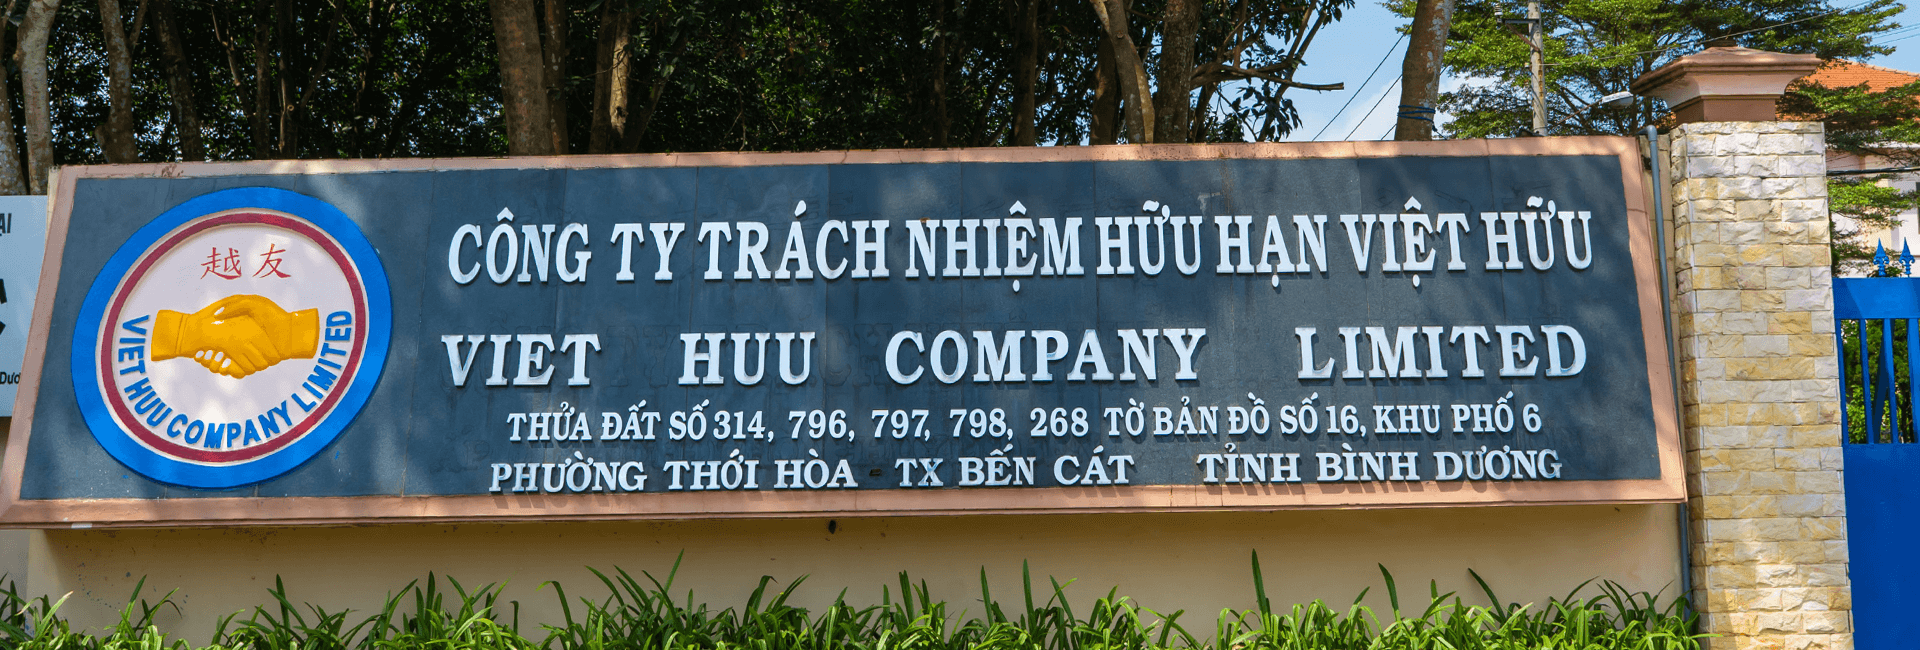 ẠI
Dươ
越友
VIET HUU COMPANY LIMITED
CÔNG TY TRÁCH NHIỆM HỮU HẠN VIỆT HỮU
VIET HUU COMPANY LIMITED
THỬA ĐẤT SỐ 314, 796, 797, 798, 268 TỜ BẢN ĐỒ SỐ 16, KHU PHỐ 6
PHƯỜNG THỚI HÒA - TX BẾN CÁT TỈNH BÌNH DƯƠNG